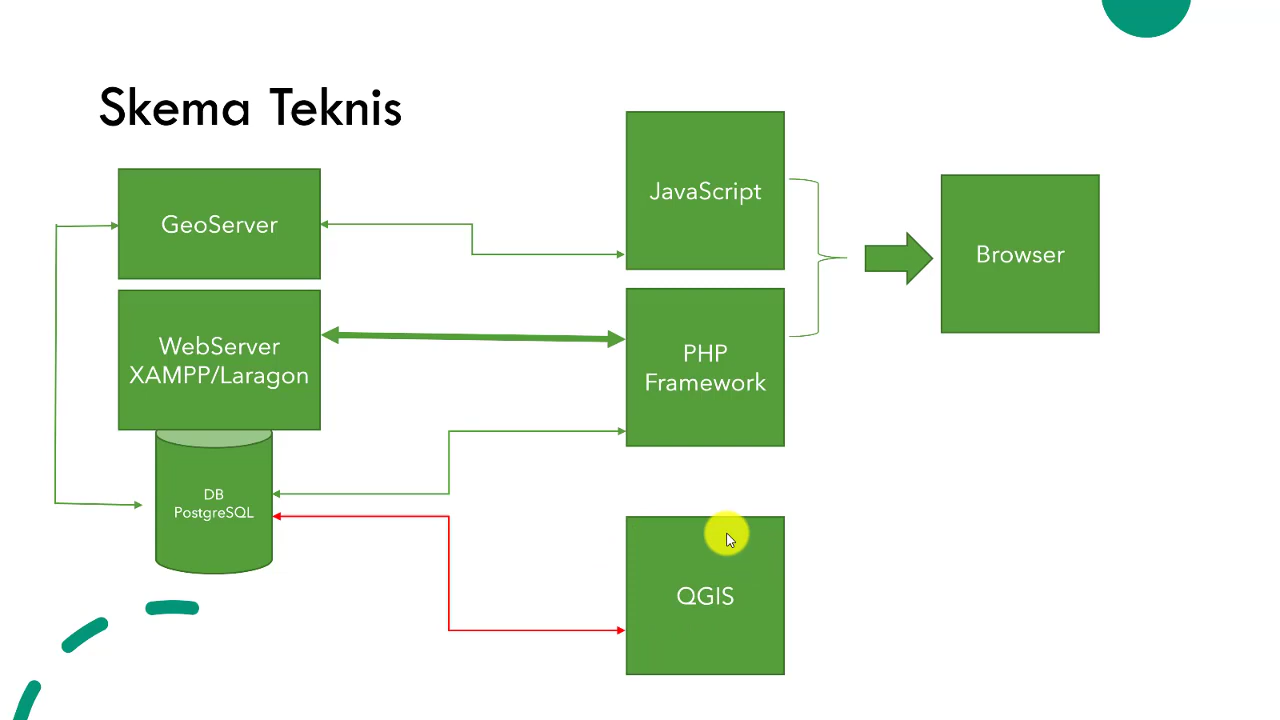 Skema Teknis
GeoServer
WebServer
XAMPP/Laragon
DB
PostgreSQL
JavaScript
PHP
Framework
QGIS
Browser